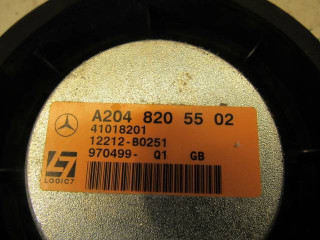 A204 820 55 02
41018201
12212-B0251
970499- Q1 GB
LOGIC7